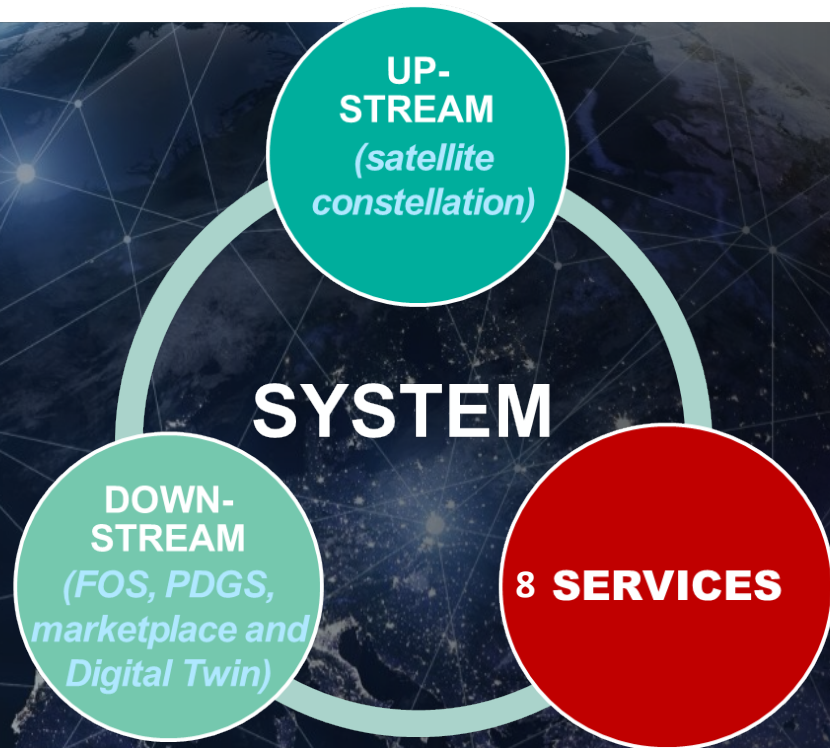 UP-
STREAM
(satellite
constellation)
SYSTEM
DOWN-
STREAM
(FOS, PDGS,
marketplace and
Digital Twin)
8 SERVICES